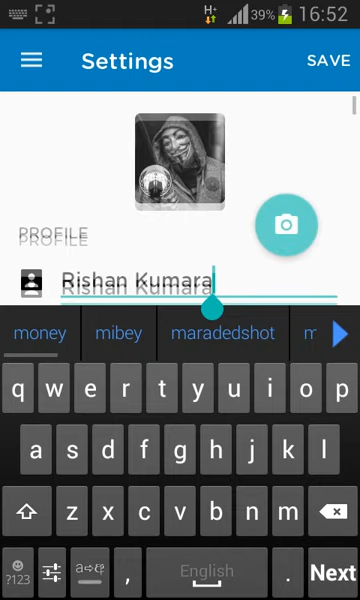 H+ 39% 16:52
Settings SAVE
PROFILE
Rishan Kumara
money mibey maradedshot m
q w e r t y u i o p
a s d f g h j k l
z x c v b n m
?123 , English . Next